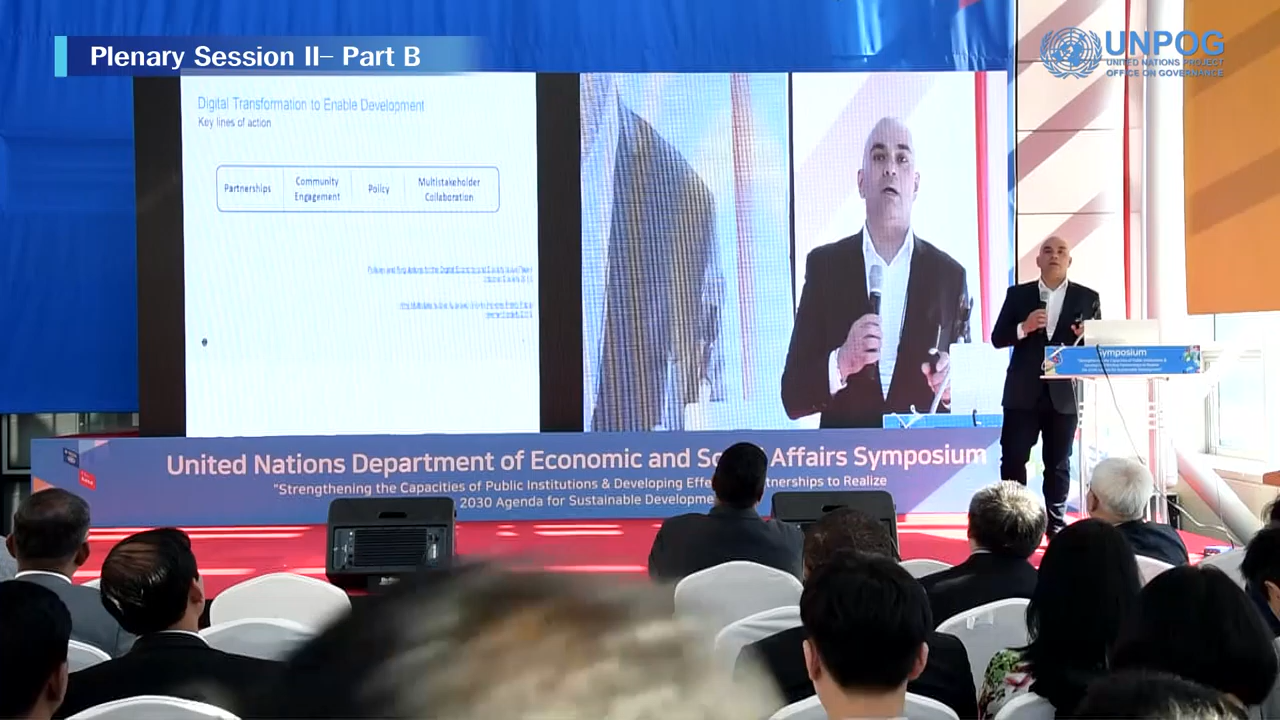 Plenary Session II– Part B
UNPOG
UNITED NATIONS PROJECT
OFFICE ON GOVERNANCE
Digital Transformation to Enable Development
Key lines of action
Partnerships
Community
Engagement
Policy
Multistakeholder
Collaboration
Symposium
United Nations Department of Economic and So Affairs Symposium
"Strengthening the Capacities of Public Institutions & Developing Effe rtnerships to Realize
2030 Agenda for Sustainable Developme